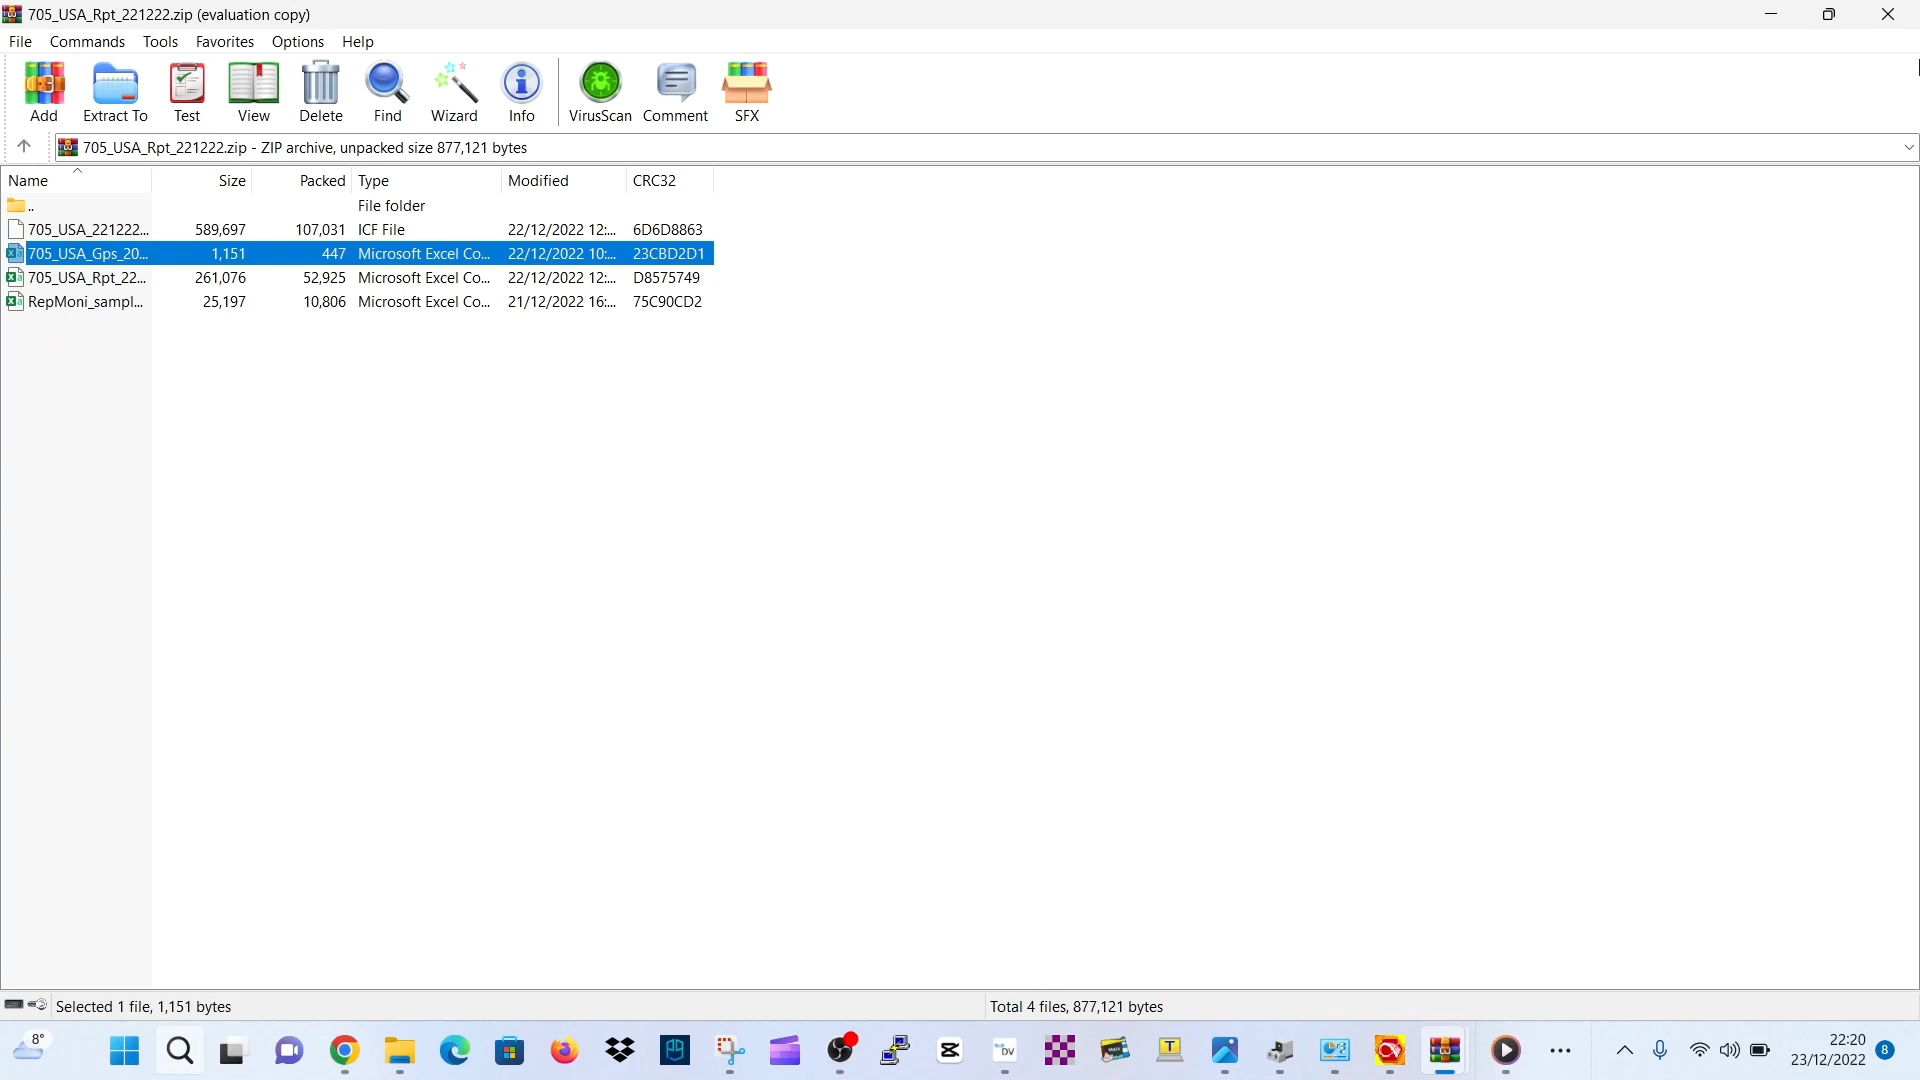 705_USA_Rpt_221222.zip (evaluation copy)
File Commands Tools Favorites Options Help
Add Extract To Test View Delete Find Wizard Info VirusScan Comment SFX
705_USA_Rpt_221222.zip - ZIP archive, unpacked size 877,121 bytes
Name Size Packed Type Modified CRC32
.. File folder
705_USA_221222... 589,697 107,031 ICF File 22/12/2022 12:... 6D6D8863
705_USA_Gps_20... 1,151 447 Microsoft Excel Co... 22/12/2022 10:... 23CBD2D1
705_USA_Rpt_22... 261,076 52,925 Microsoft Excel Co... 22/12/2022 12:... D8575749
RepMoni_sampl... 25,197 10,806 Microsoft Excel Co... 21/12/2022 16:... 75C90CD2
Selected 1 file, 1,151 bytes Total 4 files, 877,121 bytes
8° DV T 22:20 8
23/12/2022